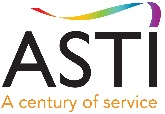 ASTI
A century of service